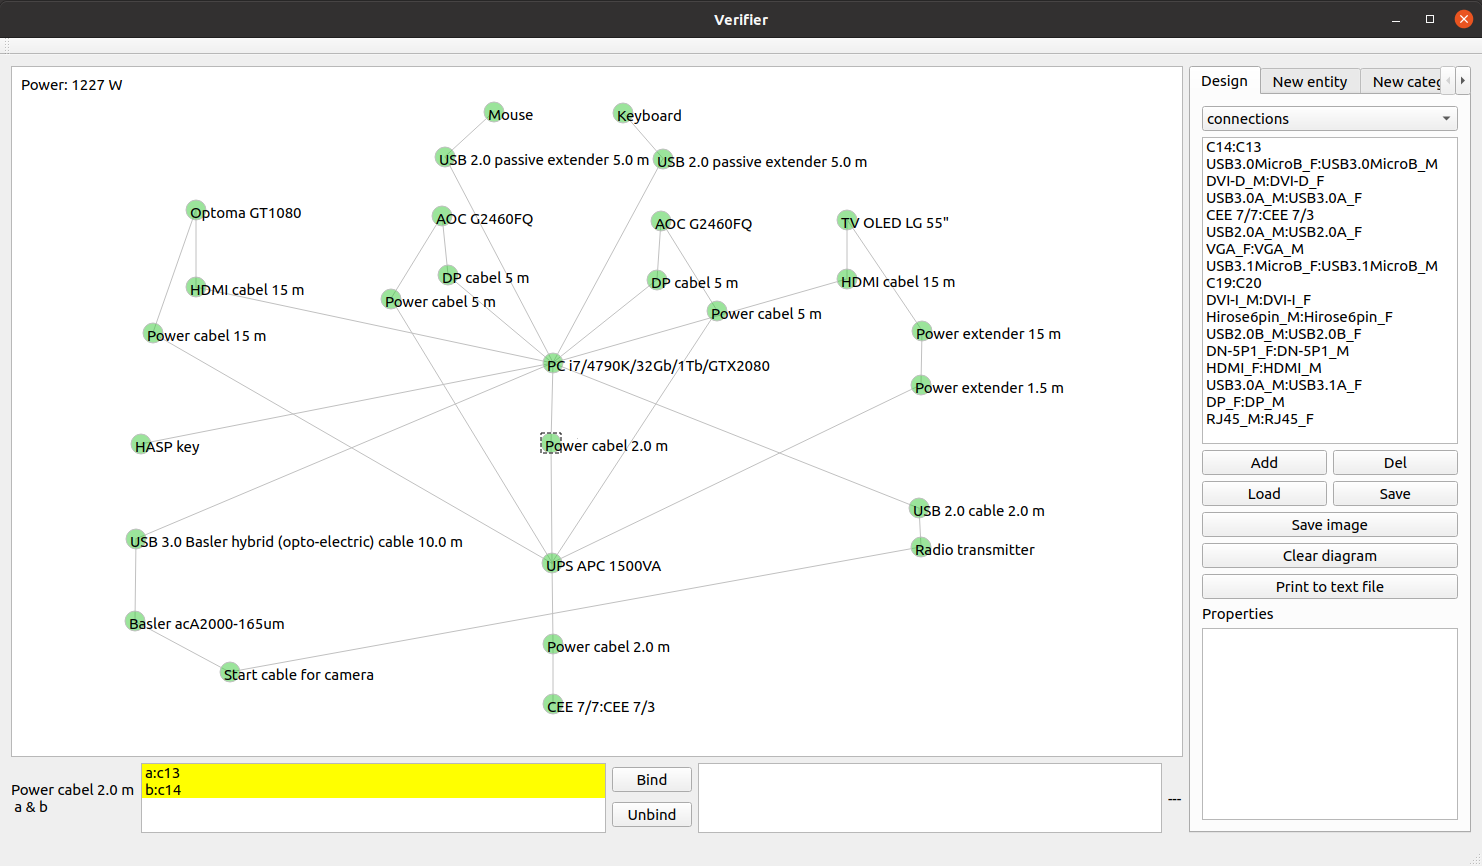 Verifier
Power: 1227 W
Mouse
Keyboard
USB 2.0 passive extender 5.0 m
USB 2.0 passive extender 5.0 m
Optoma GT1080
AOC G2460FQ
AOC G2460FQ
TV OLED LG 55"
DP cabel 5 m
DP cabel 5 m
HDMI cabel 15 m
HDMI cabel 15 m
Power cabel 5 m
Power cabel 5 m
Power cabel 15 m
Power extender 15 m
PC i7/4790K/32Gb/1Tb/GTX2080
Power extender 1.5 m
HASP key
Power cabel 2.0 m
USB 2.0 cable 2.0 m
USB 3.0 Basler hybrid (opto-electric) cable 10.0 m
Radio transmitter
UPS APC 1500VA
Basler acA2000-165um
Power cabel 2.0 m
Start cable for camera
CEE 7/7:CEE 7/3
Power cabel 2.0 m
a & b
a:c13
b:c14
Bind
Unbind
---
Design
New entity
New categ
connections
C14:C13
USB3.0MicroB_F:USB3.0MicroB_M
DVI-D_M:DVI-D_F
USB3.0A_M:USB3.0A_F
CEE 7/7:CEE 7/3
USB2.0A_M:USB2.0A_F
VGA_F:VGA_M
USB3.1MicroB_F:USB3.1MicroB_M
C19:C20
DVI-I_M:DVI-I_F
Hirose6pin_M:Hirose6pin_F
USB2.0B_M:USB2.0B_F
DN-5P1_F:DN-5P1_M
HDMI_F:HDMI_M
USB3.0A_M:USB3.1A_F
DP_F:DP_M
RJ45_M:RJ45_F
Add
Del
Load
Save
Save image
Clear diagram
Print to text file
Properties